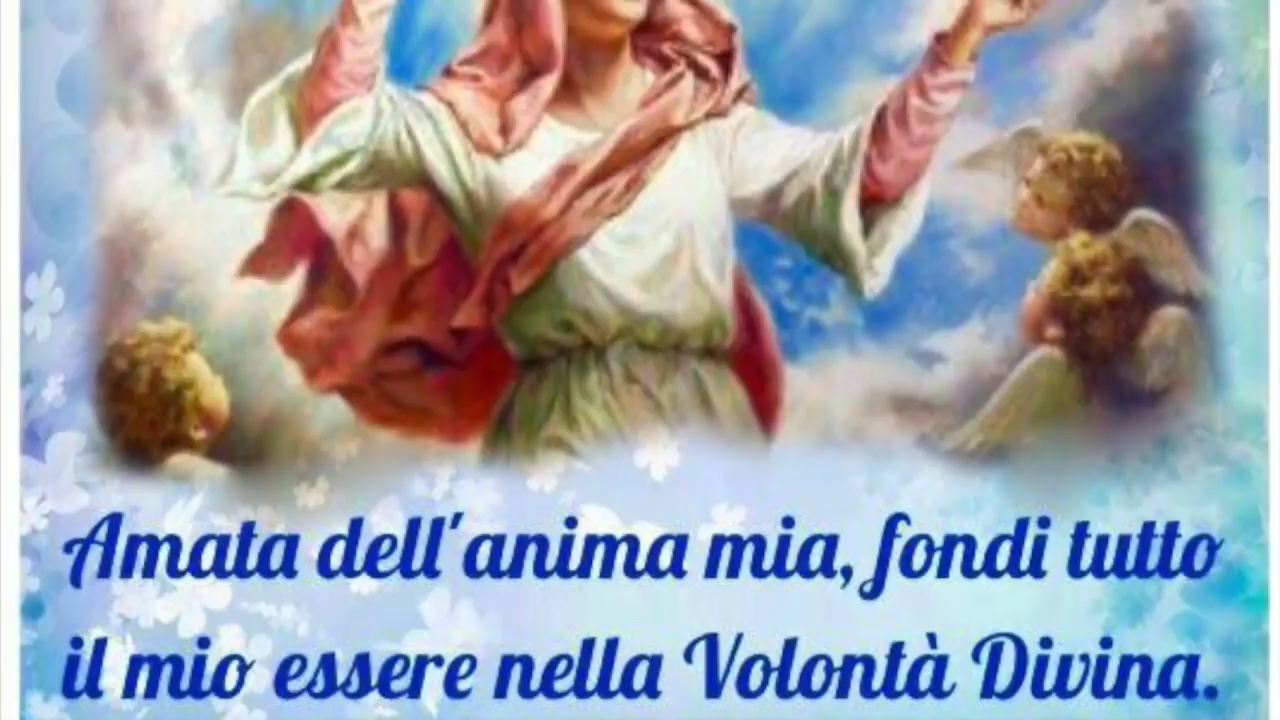 Amata dell'anima mia, fondi tutto
il mio essere nella Volontà Divina.